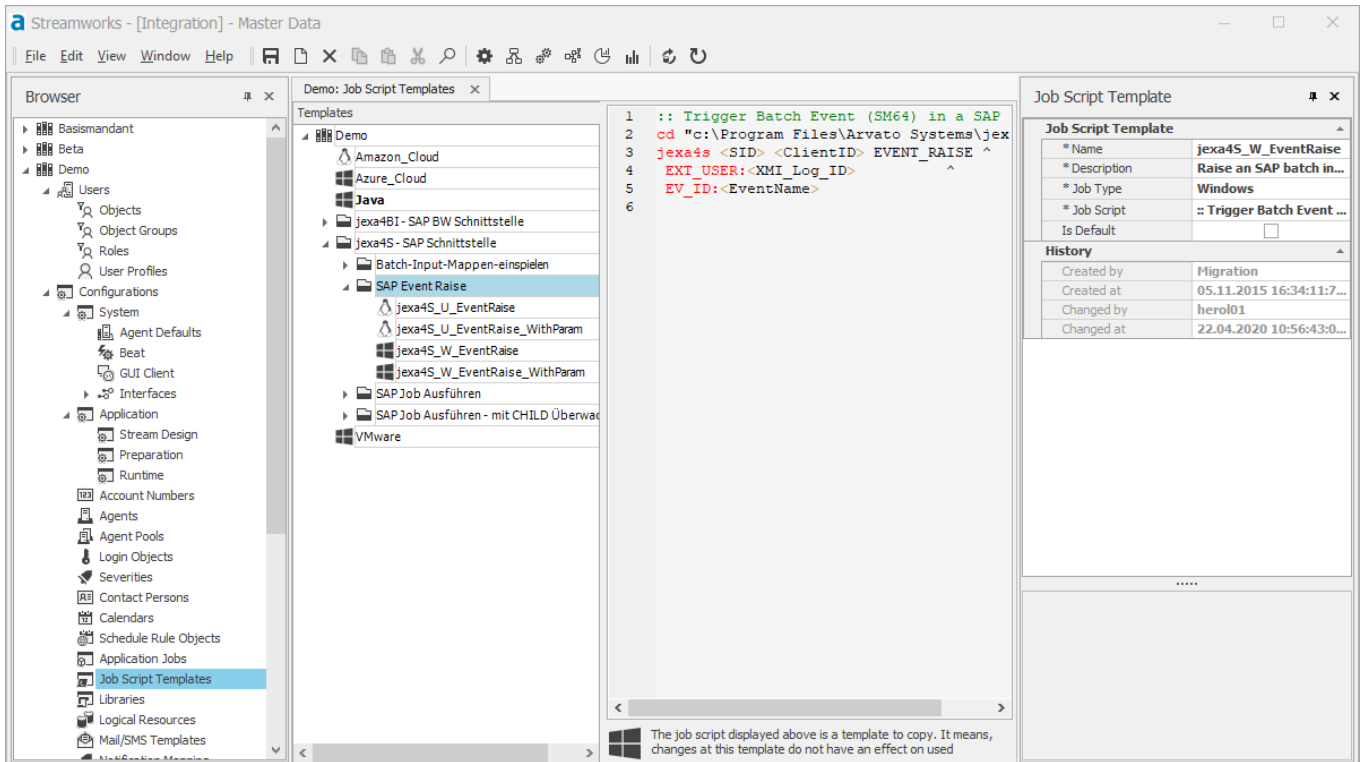 Streamworks - [Integration] - Master Data
File Edit View Window Help
Browser
Basismandant
Beta
Demo
Users
Objects
Object Groups
Roles
User Profiles
Configurations
System
Agent Defaults
Beat
GUI Client
Interfaces
Application
Stream Design
Preparation
Runtime
Account Numbers
Agents
Agent Pools
Login Objects
Severities
Contact Persons
Calendars
Schedule Rule Objects
Application Jobs
Job Script Templates
Libraries
Logical Resources
Mail/SMS Templates
Demo: Job Script Templates
Templates
Demo
Amazon_Cloud
Azure_Cloud
Java
jexa4BI - SAP BW Schnittstelle
jexa4S - SAP Schnittstelle
Batch-Input-Mappen-einspielen
SAP Event Raise
jexa4S_U_EventRaise
jexa4S_U_EventRaise_WithParam
jexa4S_W_EventRaise
jexa4S_W_EventRaise_WithParam
SAP Job Ausführen
SAP Job Ausführen - mit CHILD Überwac
VMware
1 :: Trigger Batch Event (SM64) in a SAP
2 cd "c:\Program Files\Arvato Systems\jex
3 jexa4s <SID> <ClientID> EVENT_RAISE ^
4 EXT_USER:<XMI_Log_ID> ^
5 EV_ID:<EventName>
6
The job script displayed above is a template to copy. It means,
changes at this template do not have an effect on used
Job Script Template
Job Script Template
* Name jexa4S_W_EventRaise
* Description Raise an SAP batch in...
* Job Type Windows
* Job Script :: Trigger Batch Event ...
Is Default
History
Created by Migration
Created at 05.11.2015 16:34:11:7...
Changed by herol01
Changed at 22.04.2020 10:56:43:0...